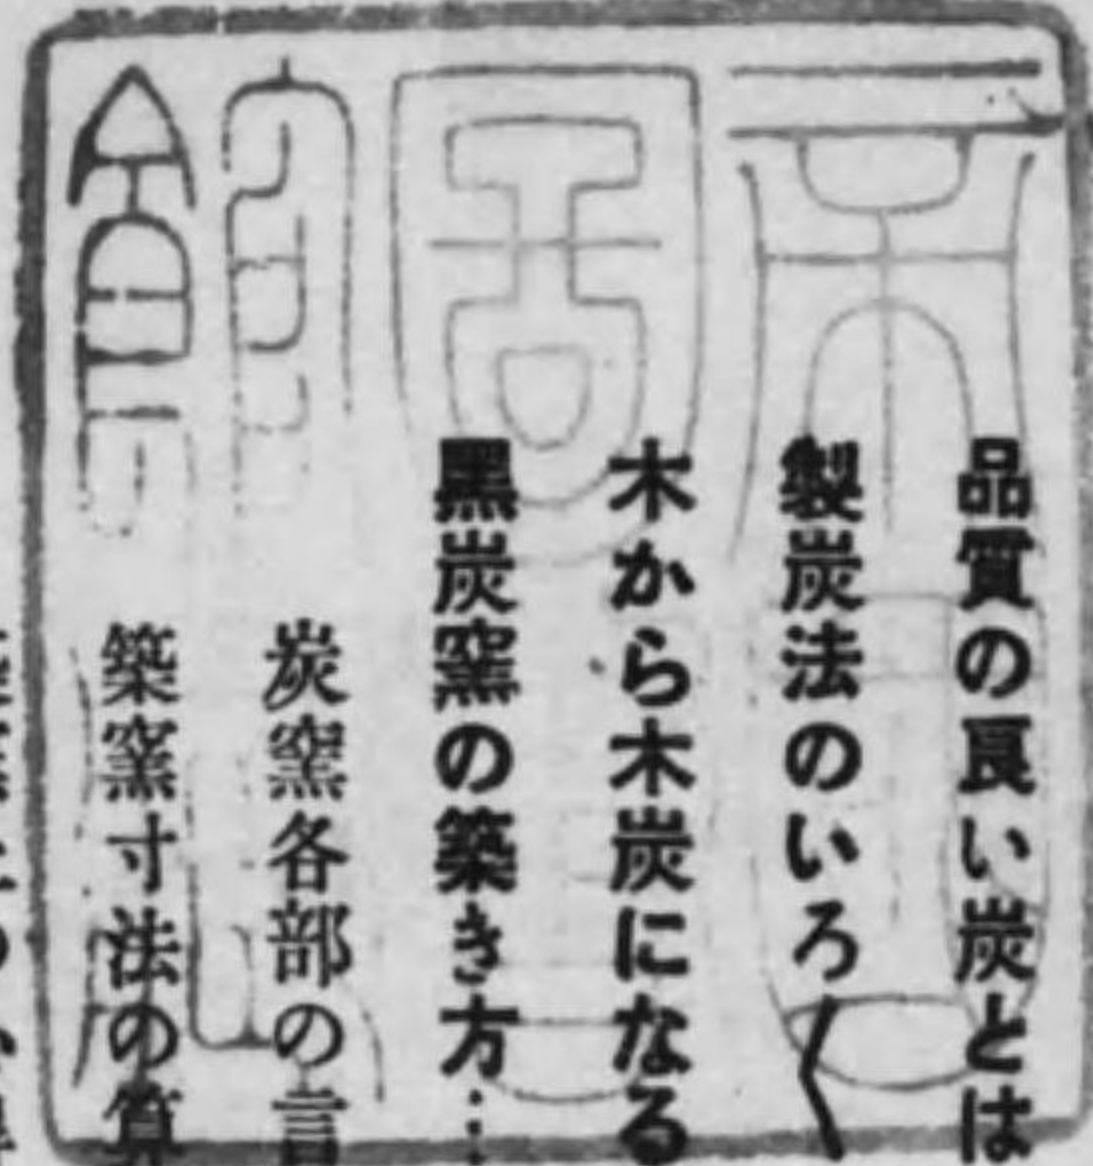 品質の良い炭とは
製炭法のいろ〱
木から木炭になる
黒炭窯の築き方…
炭窯各部の言
築窯寸法の算